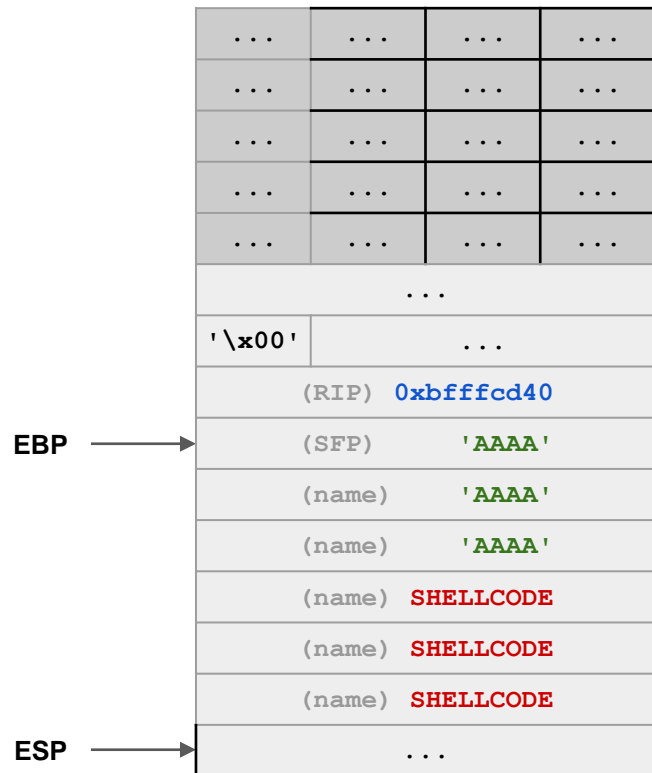 ... ... ... ...
... ... ... ...
... ... ... ...
... ... ... ...
... ... ... ...
...
'\x00' ...
(RIP) 0xbfffcd40
EBP (SFP) 'AAAA'
(name) 'AAAA'
(name) 'AAAA'
(name) SHELLCODE
(name) SHELLCODE
(name) SHELLCODE
ESP ...